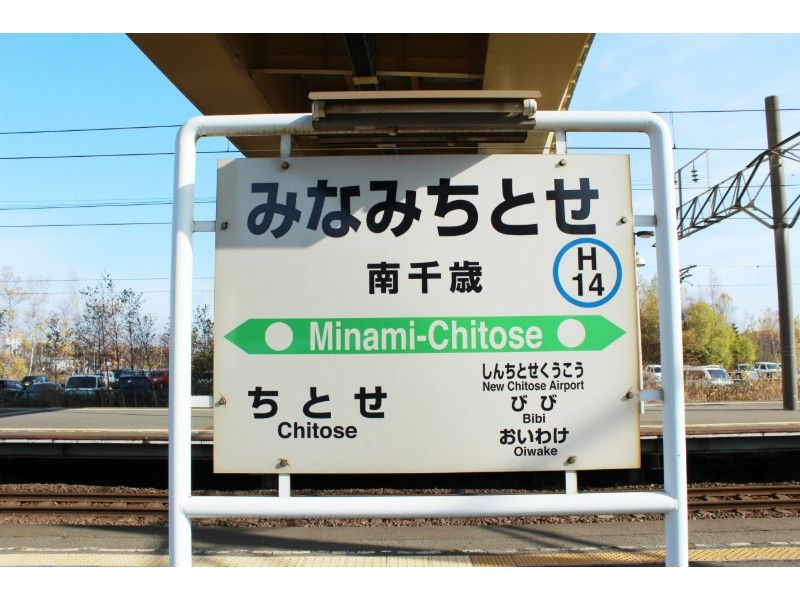 みなみちとせ
南千歳
H
14
Minami-Chitose
ちとせ
Chitose
しんちとせくうこう
New Chitose Airport
びび
Bibi
おいわけ
Oiwake